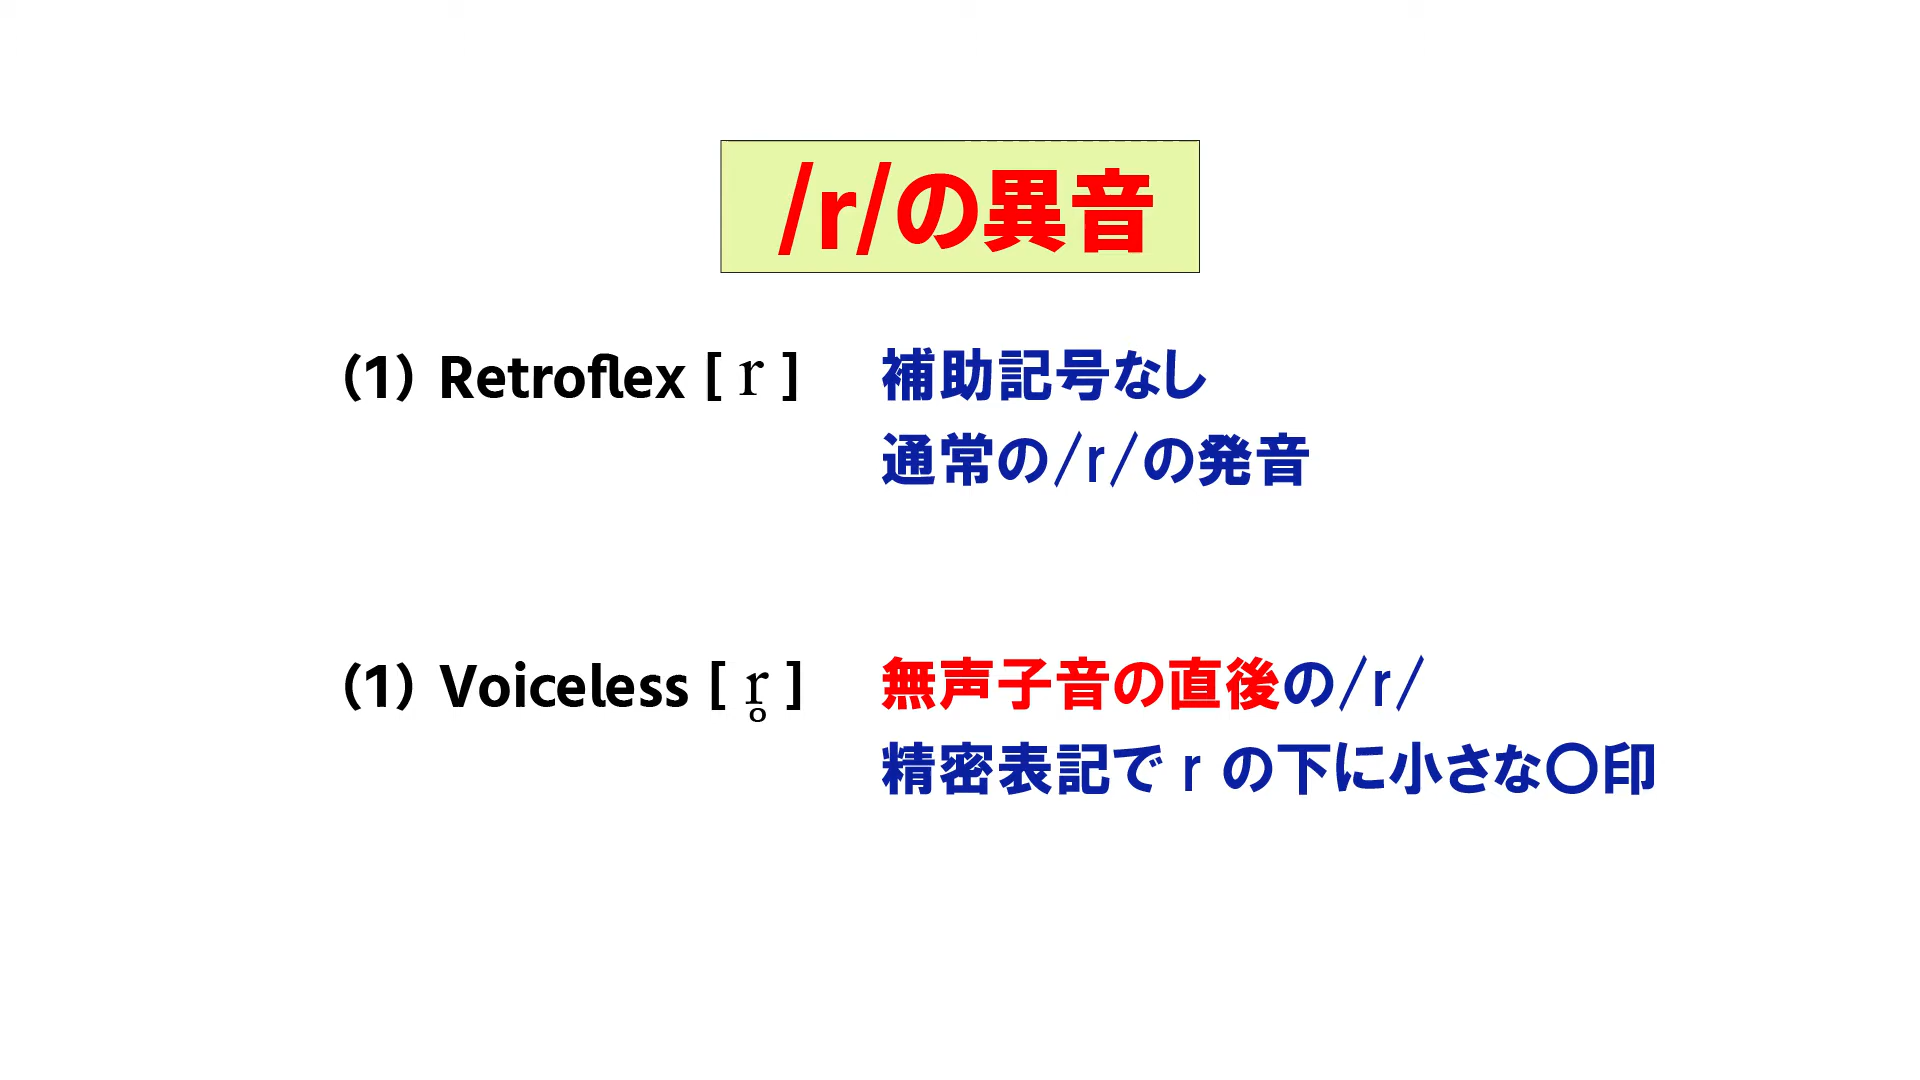 /r/の異音
(1) Retroflex [ r ] 補助記号なし
通常の/r/の発音
(1) Voiceless [ r̥ ] 無声子音の直後の/r/
精密表記で r の下に小さな〇印